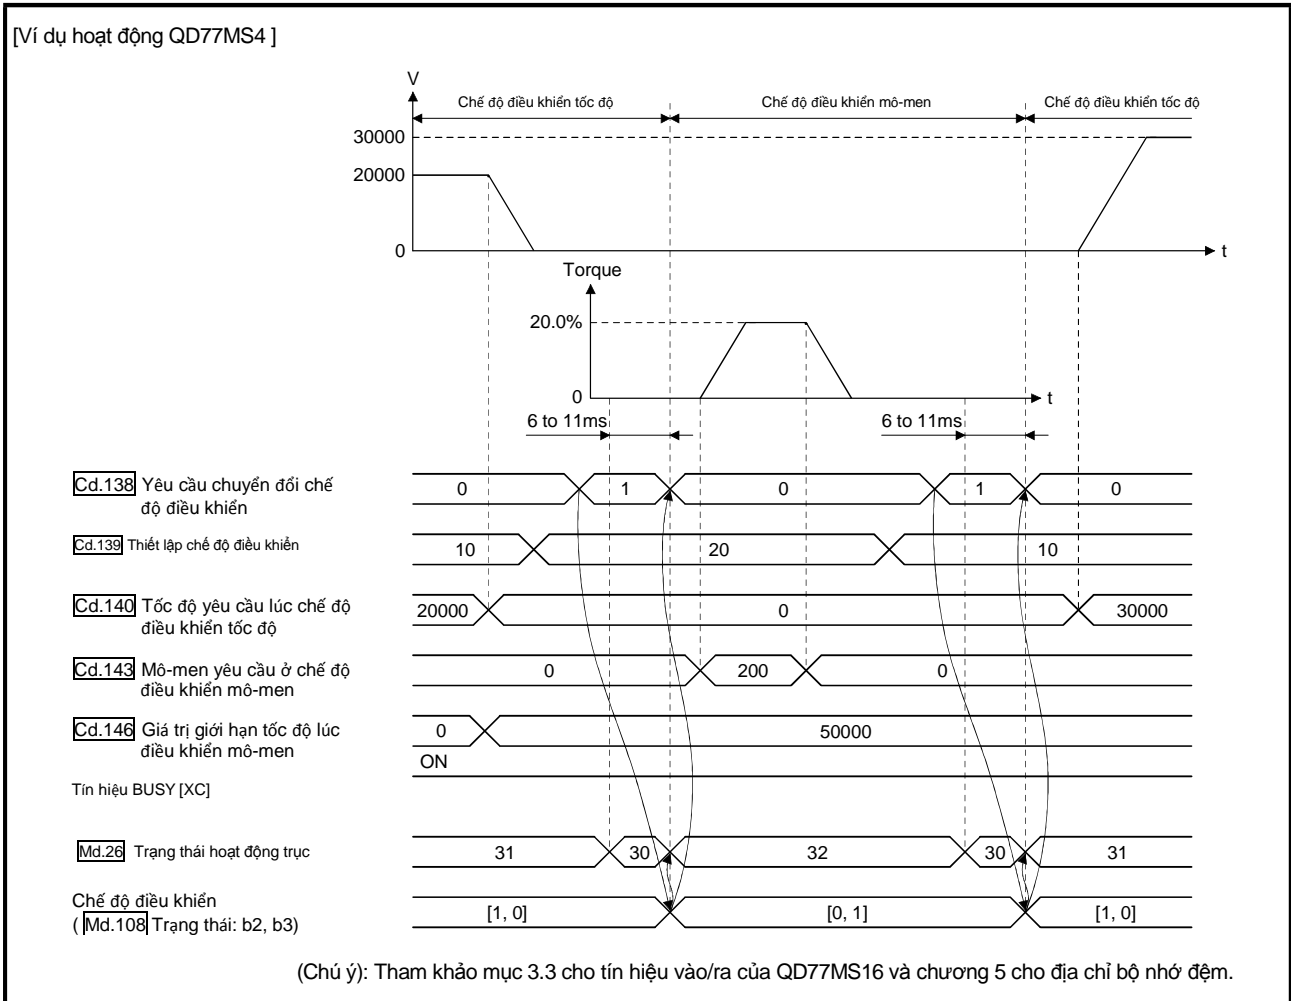 [Ví dụ hoạt động QD77MS4 ]
V
Chế độ điều khiển tốc độ
Chế độ điều khiển mô-men
Chế độ điều khiển tốc độ
30000
20000
0
t
Torque
20.0%
0
t
6 to 11ms
6 to 11ms
Cd.138 Yêu cầu chuyển đổi chế
độ điều khiển
0 1 0 1 0
Cd.139 Thiết lập chế độ điều khiển
10 20 10
Cd.140 Tốc độ yêu cầu lúc chế độ
điều khiển tốc độ
20000 0 30000
Cd.143 Mô-men yêu cầu ở chế độ
điều khiển mô-men
0 200 0
Cd.146 Giá trị giới hạn tốc độ lúc
điều khiển mô-men
0 50000
ON
Tín hiệu BUSY [XC]
Md.26 Trạng thái hoạt động trục
31 30 32 30 31
Chế độ điều khiển
( Md.108 Trạng thái: b2, b3)
[1, 0] [0, 1] [1, 0]
(Chú ý): Tham khảo mục 3.3 cho tín hiệu vào/ra của QD77MS16 và chương 5 cho địa chỉ bộ nhớ đệm.